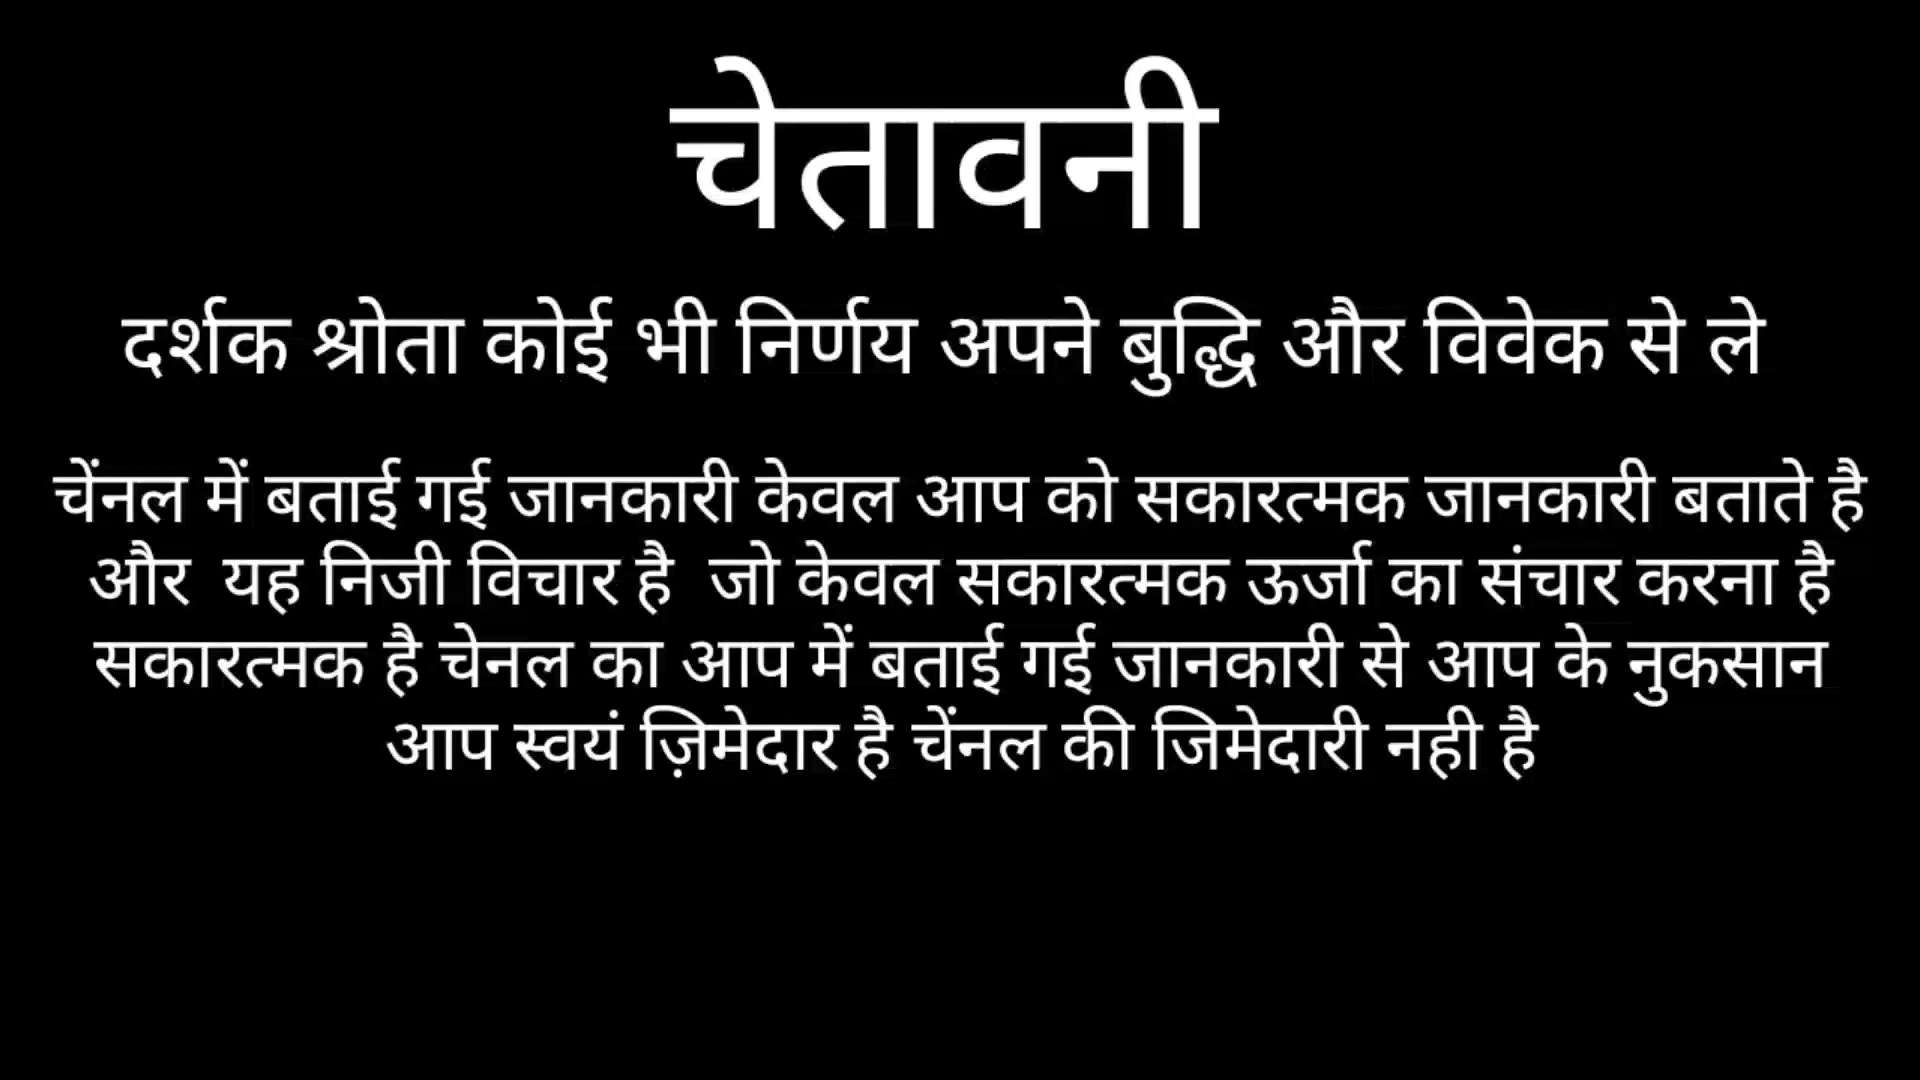 चेतावनी
दर्शक श्रोता कोई भी निर्णय अपने बुद्धि और विवेक से ले
चेंनल में बताई गई जानकारी केवल आप को सकारत्मक जानकारी बताते है
और यह निजी विचार है जो केवल सकारत्मक ऊर्जा का संचार करना है
सकारत्मक है चेनल का आप में बताई गई जानकारी से आप के नुकसान
आप स्वयं ज़िमेदार है चेंनल की जिमेदारी नही है